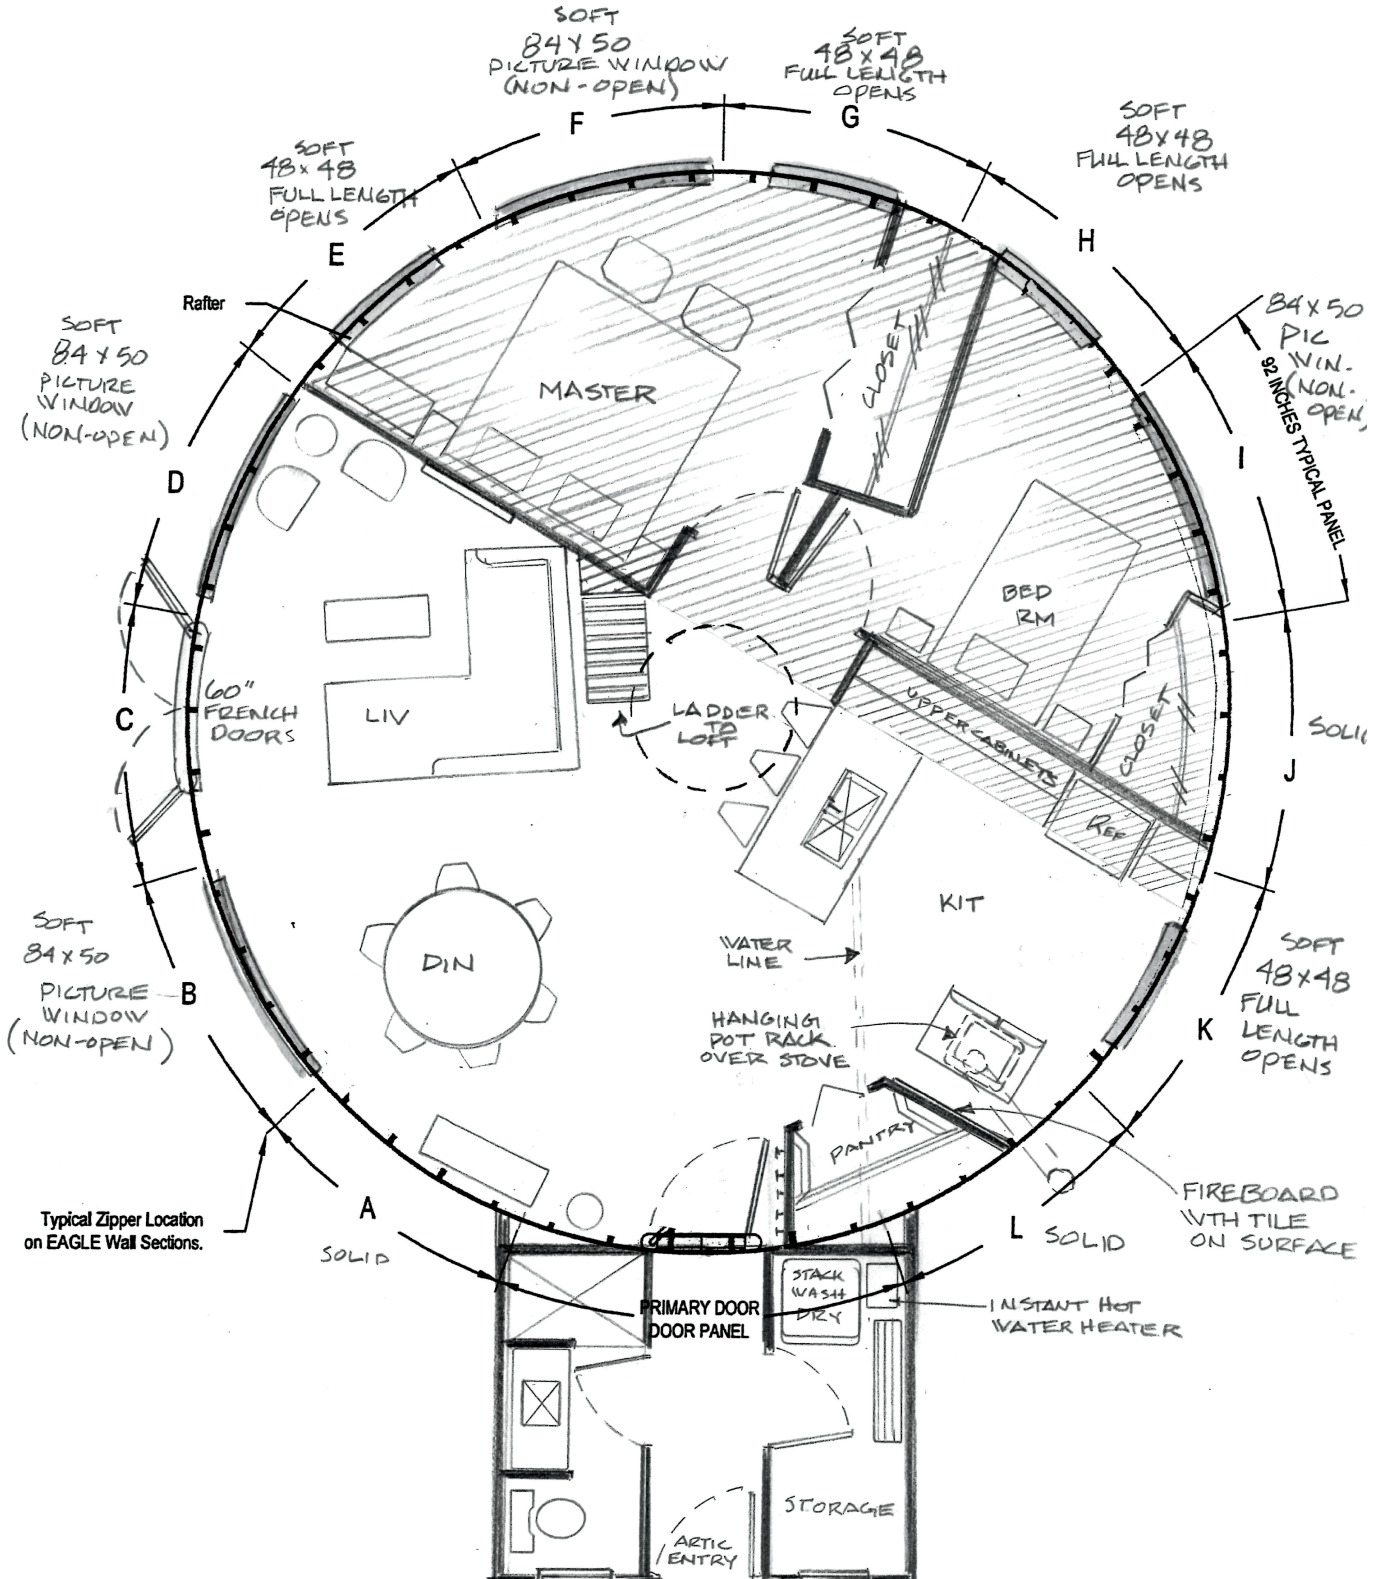 SOFT
84 X 50
PICTURE WINDOW
(NON-OPEN)
SOFT
48 X 48
FULL LENGTH
OPENS
SOFT
48X48
FULL LENGTH
OPENS
SOFT
48 X 48
FULL LENGTH
OPENS
F
G
H
E
Rafter
SOFT
84 X 50
PICTURE
WINDOW
(NON-OPEN)
84 X 50
PIC
WIN.
(NON-
OPEN)
92 INCHES TYPICAL PANEL
D
I
MASTER
CLOSET
BED
RM
60"
FRENCH
DOORS
C
LIV
LADDER
TO
LOFT
UPPER CABINETS
CLOSET
REF
J
KIT
SOFT
84 X 50
PICTURE
WINDOW
(NON-OPEN)
B
DIN
WATER
LINE
HANGING
POT RACK
OVER STOVE
SOFT
48X48
FULL
LENGTH
OPENS
K
PANTRY
FIREBOARD
WTH TILE
ON SURFACE
Typical Zipper Location
on EAGLE Wall Sections.
A
SOLID
L
SOLID
PRIMARY DOOR
DOOR PANEL
STACK
WASH
DRY
INSTANT HOT
WATER HEATER
STORAGE
ARTIC
ENTRY